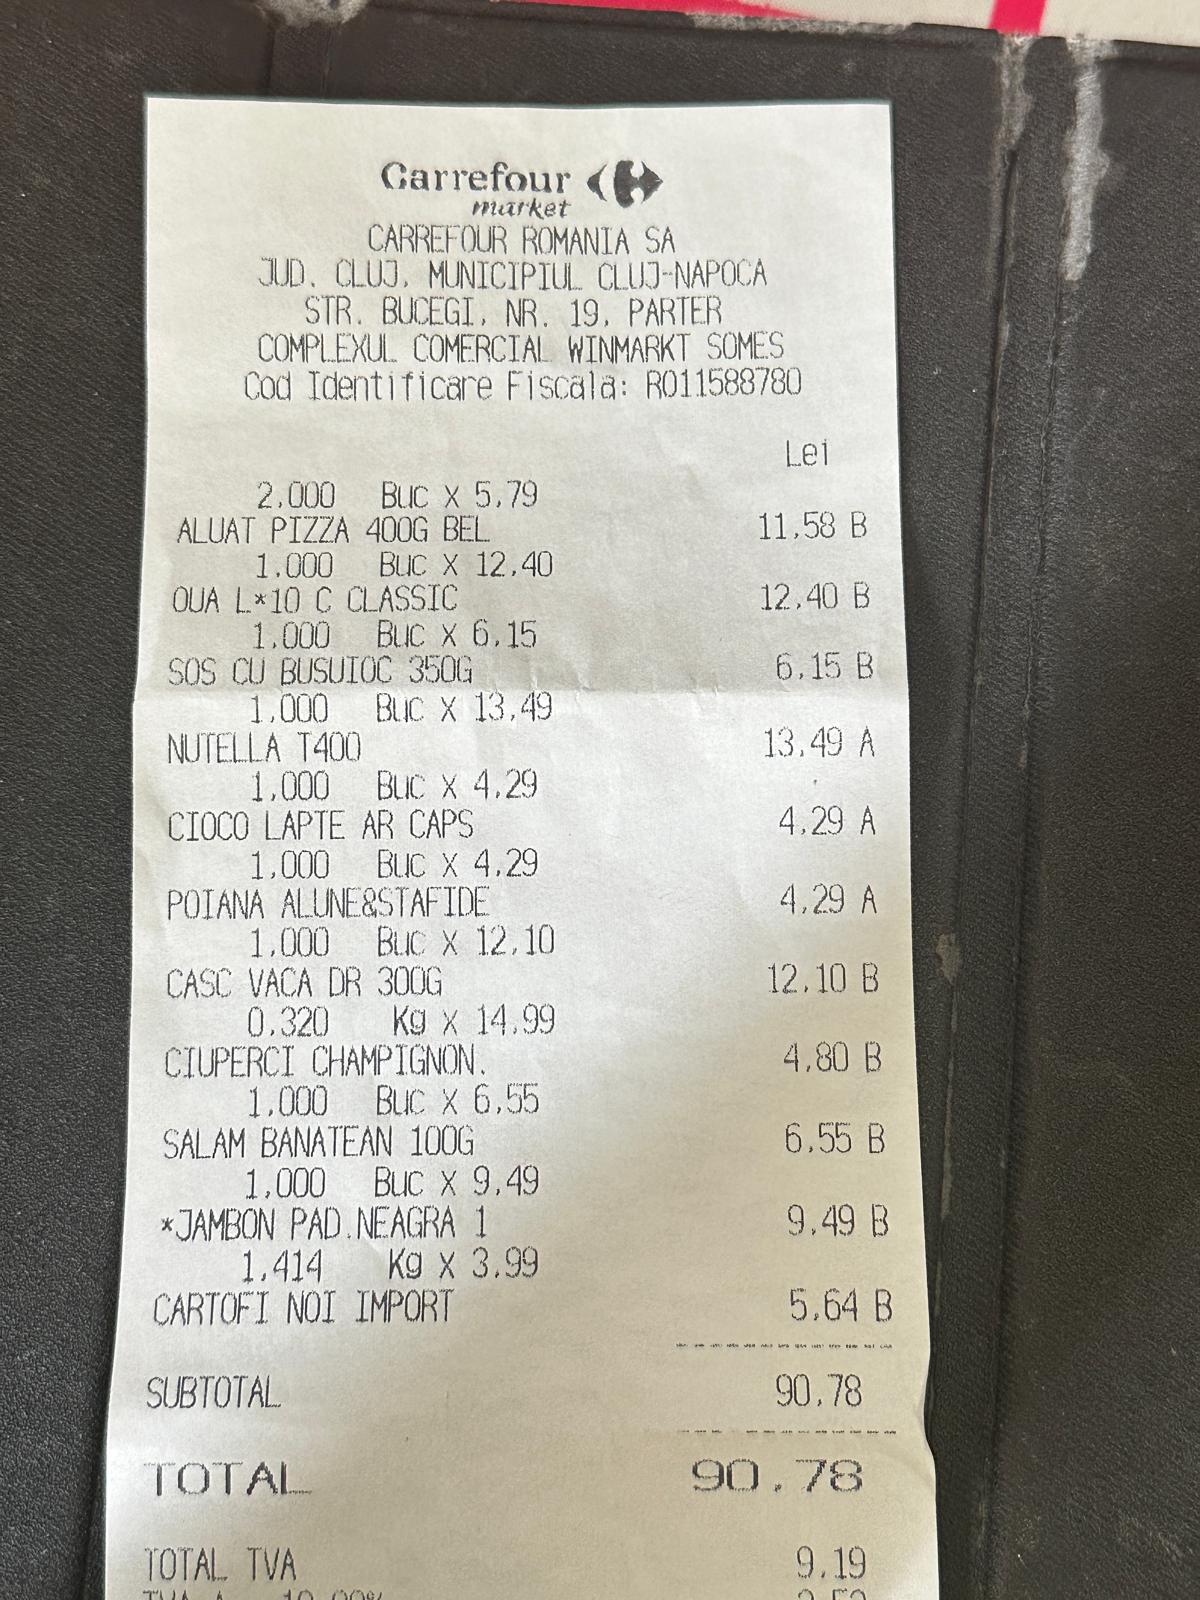 Carrefour
market
CARREFOUR ROMANIA SA
JUD. CLUJ, MUNICIPIUL CLUJ-NAPOCA
STR. BUCEGI, NR. 19, PARTER
COMPLEXUL COMERCIAL WINMARKT SOMES
Cod Identificare Fiscala: RO11588780
Lei
2,000 Buc X 5,79
ALUAT PIZZA 400G BEL 11,58 B
1,000 Buc X 12,40
OUA L*10 C CLASSIC 12,40 B
1,000 Buc X 6,15
SOS CU BUSUIOC 350G 6,15 B
1,000 Buc X 13,49
NUTELLA T400 13,49 A
1,000 Buc X 4,29
CIOCO LAPTE AR CAPS 4,29 A
1,000 Buc X 4,29
POIANA ALUNE&STAFIDE 4,29 A
1,000 Buc X 12,10
CASC VACA DR 300G 12,10 B
0,320 Kg X 14,99
CIUPERCI CHAMPIGNON. 4,80 B
1,000 Buc X 6,55
SALAM BANATEAN 100G 6,55 B
1,000 Buc X 9,49
*JAMBON PAD.NEAGRA 1 9,49 B
1,414 Kg X 3,99
CARTOFI NOI IMPORT 5,64 B
SUBTOTAL 90,78
TOTAL 90,78
TOTAL TVA 9,19